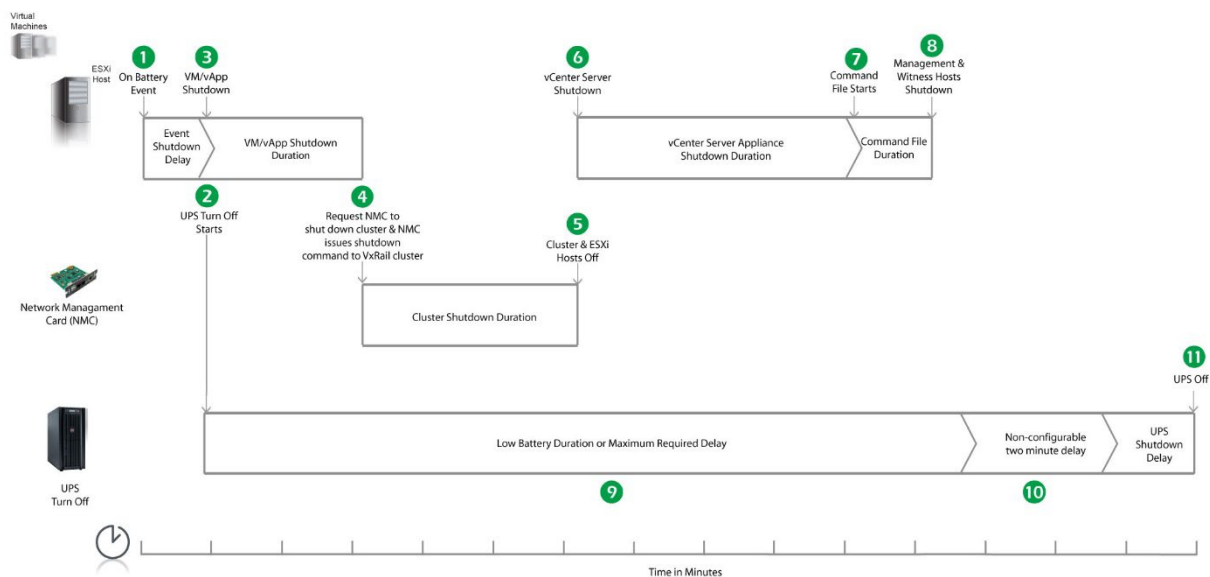 Virtual
Machines
ESXi
Host
1
On Battery
Event
3
VM/vApp
Shutdown
6
vCenter Server
Shutdown
7
Command
File Starts
8
Management &
Witness Hosts
Shutdown
Event
Shutdown
Delay
VM/vApp Shutdown
Duration
vCenter Server Appliance
Shutdown Duration
Command File
Duration
2
UPS Turn Off
Starts
4
Request NMC to
shut down cluster & NMC
issues shutdown
command to VxRail cluster
5
Cluster & ESXi
Hosts Off
Network Managament
Card (NMC)
Cluster Shutdown Duration
11
UPS Off
Low Battery Duration or Maximum Required Delay
Non-configurable
two minute delay
UPS
Shutdown
Delay
UPS
Turn Off
9
10
Time in Minutes